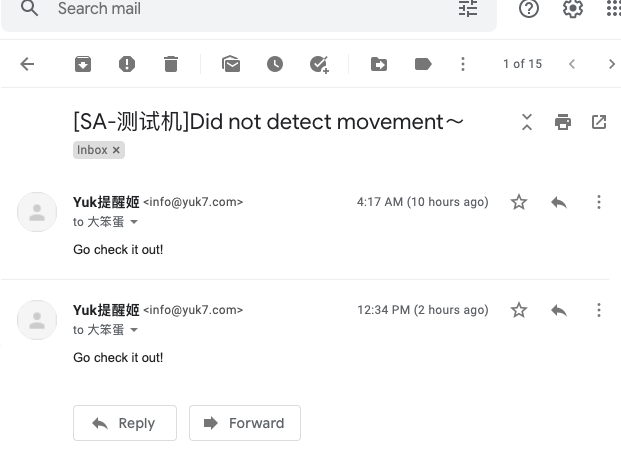 Search mail
1 of 15
[SA-测试机]Did not detect movement～
Inbox ×
Yuk提醒姬 <info@yuk7.com> 4:17 AM (10 hours ago)
to 大笨蛋
Go check it out!
Yuk提醒姬 <info@yuk7.com> 12:34 PM (2 hours ago)
to 大笨蛋
Go check it out!
Reply Forward